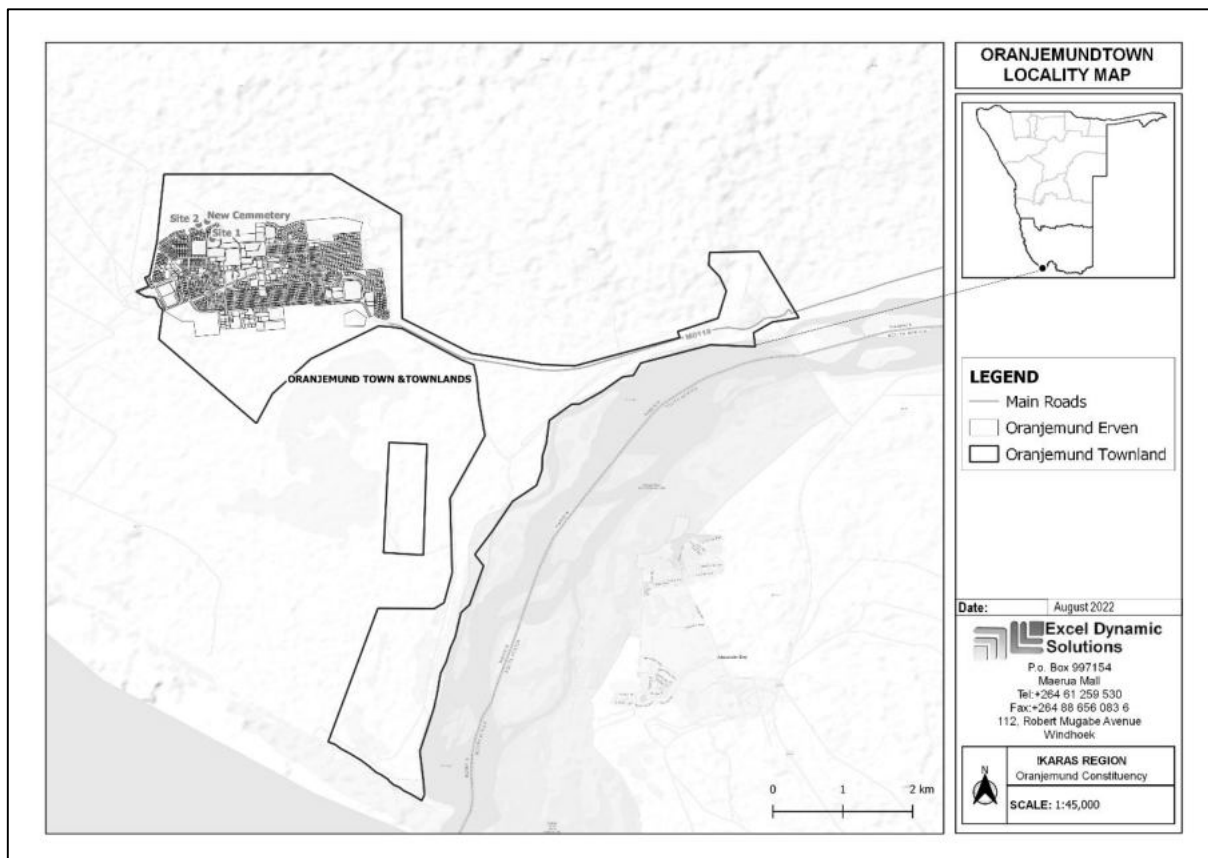 ORANJEMUNDTOWN
LOCALITY MAP
Site 2
New Cemmetery
Site 1
M0118
ORANJEMUND TOWN &TOWNLANDS
LEGEND
Main Roads
Oranjemund Erven
Oranjemund Townland
Date: August 2022
Excel Dynamic
Solutions
P.o. Box 997154
Maerua Mall
Tel:+264 61 259 530
Fax:+264 88 656 083 6
112, Robert Mugabe Avenue
Windhoek
N
IKARAS REGION
Oranjemund Constituency
SCALE: 1:45,000
0 1 2 km